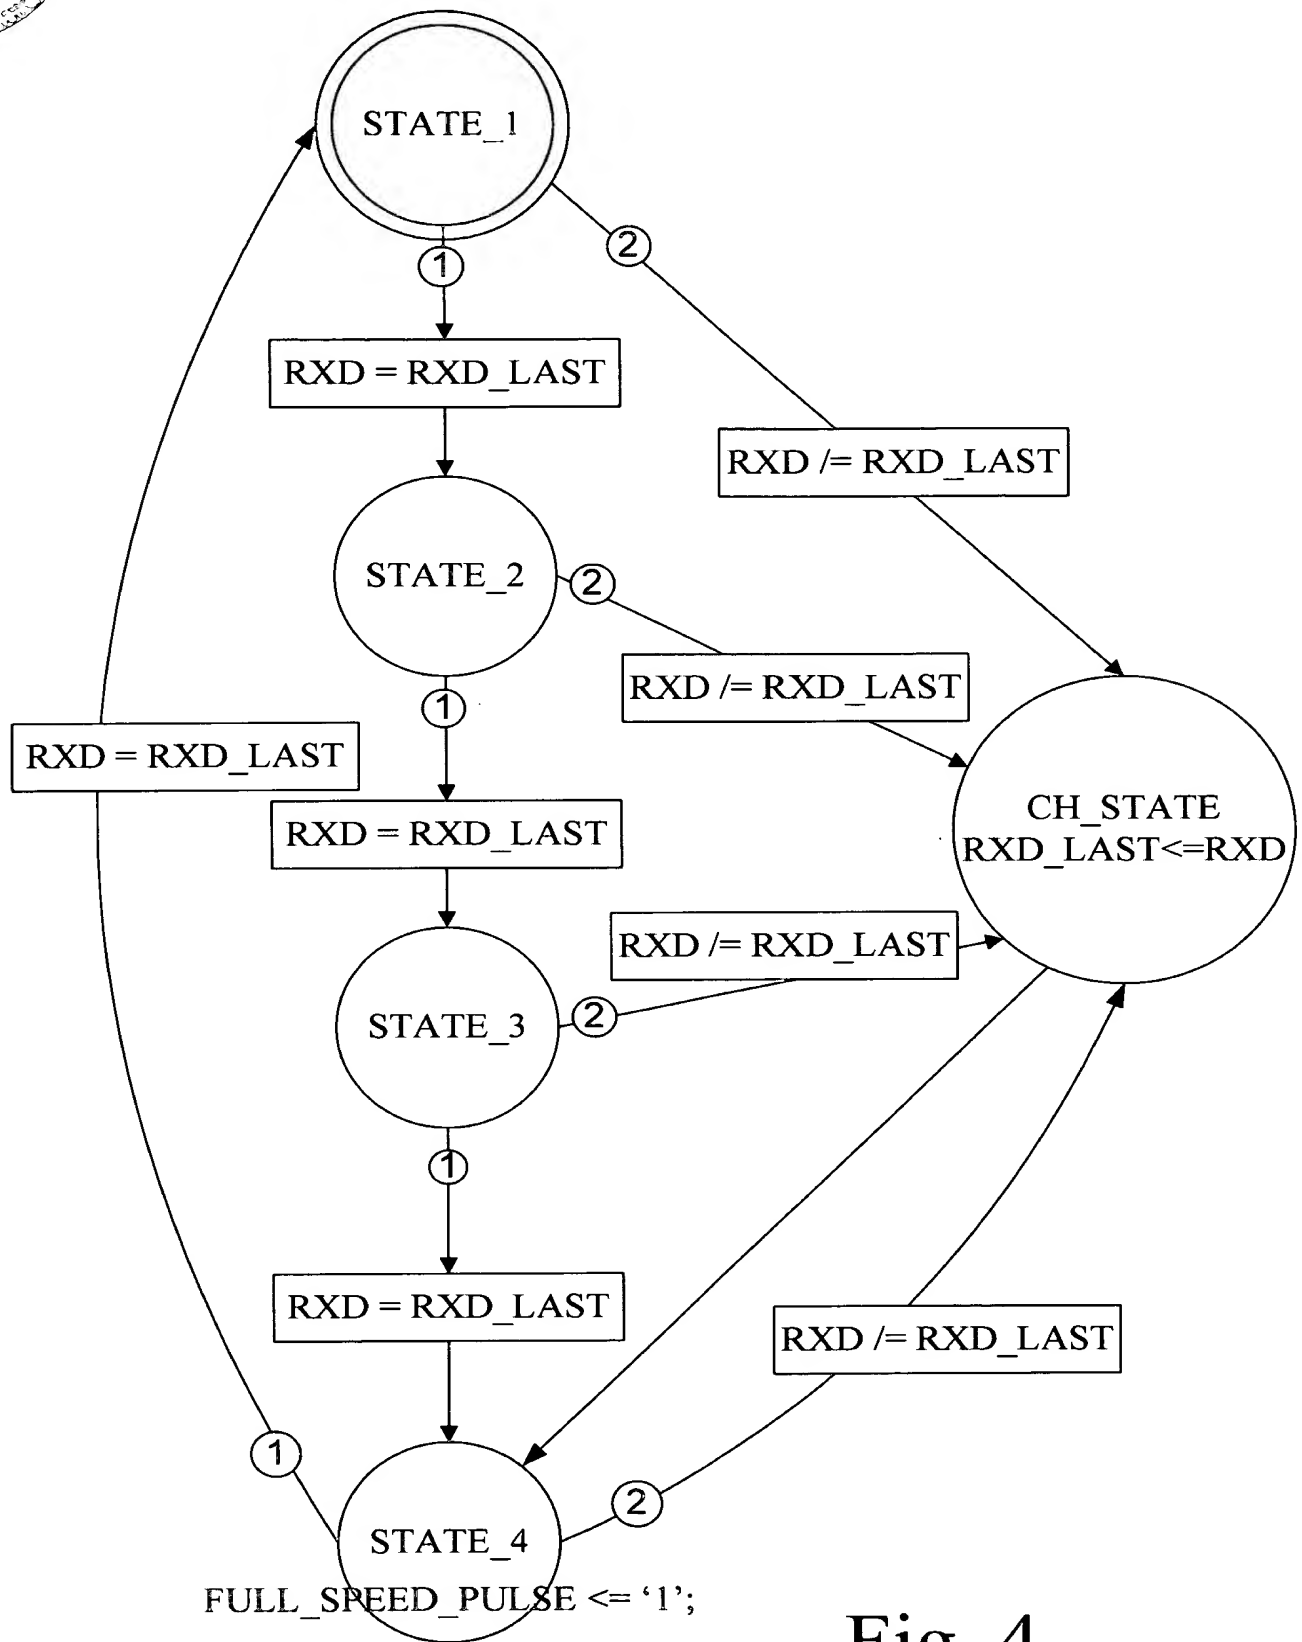 STATE_1
1
2
RXD = RXD_LAST
RXD /= RXD_LAST
STATE_2
2
RXD /= RXD_LAST
1
RXD = RXD_LAST
RXD = RXD_LAST
CH_STATE
RXD_LAST<=RXD
RXD /= RXD_LAST
STATE_3
2
1
RXD = RXD_LAST
RXD /= RXD_LAST
1
2
STATE_4
FULL_SPEED_PULSE <= ‘1’;
Fig. 4